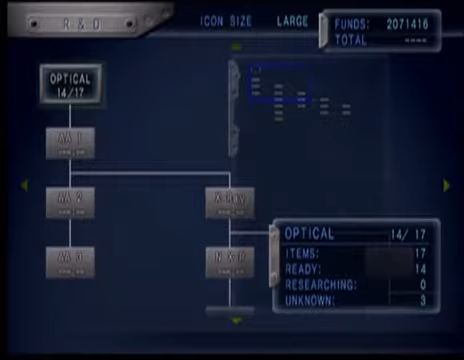 R & D
ICON SIZE LARGE
FUNDS: 2071416
TOTAL ----
OPTICAL
14/17
AA 1
AA 2
X-RAY
AA 3
OPTICAL 14/ 17
ITEMS: 17
READY: 14
RESEARCHING: 0
UNKNOWN: 3